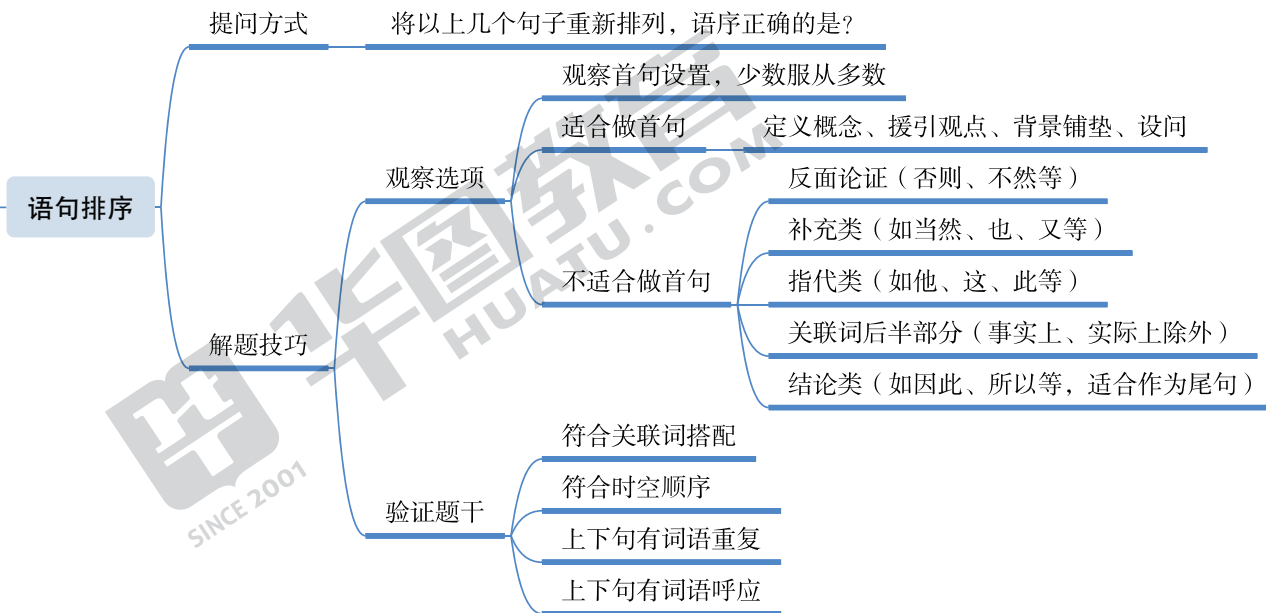 提问方式
将以上几个句子重新排列，语序正确的是？
观察首句设置，少数服从多数
适合做首句
定义概念、援引观点、背景铺垫、设问
观察选项
反面论证（否则、不然等）
补充类（如当然、也、又等）
语句排序
不适合做首句
指代类（如他、这、此等）
关联词后半部分（事实上、实际上除外）
解题技巧
结论类（如因此、所以等，适合作为尾句）
符合关联词搭配
符合时空顺序
验证题干
上下句有词语重复
上下句有词语呼应
华图教育
HUATU.COM
SINCE 2001